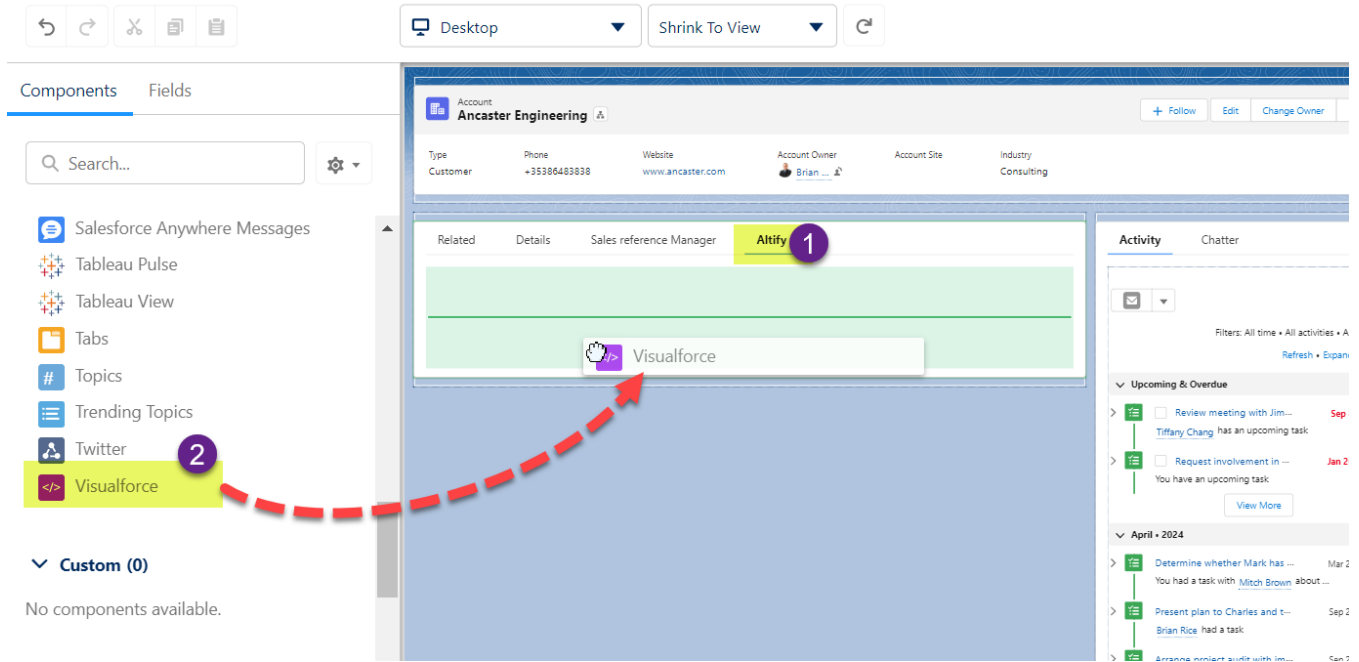 Desktop
Shrink To View
Components
Fields
Search...
Salesforce Anywhere Messages
Tableau Pulse
Tableau View
Tabs
Topics
Trending Topics
Twitter
2
Visualforce
Custom (0)
No components available.
Account
Ancaster Engineering
+ Follow
Edit
Change Owner
Type
Phone
Website
Account Owner
Account Site
Industry
Customer
+35386483838
www.ancaster.com
Brian ...
Consulting
Related
Details
Sales reference Manager
Altify
1
</> Visualforce
Activity
Chatter
Filters: All time • All activities • A
Refresh • Expan
Upcoming & Overdue
Review meeting with Jim...
Sep
Tiffany Chang has an upcoming task
Request involvement in ...
Jan 2
You have an upcoming task
View More
April • 2024
Determine whether Mark has ...
Mar 2
You had a task with Mitch Brown about ...
Present plan to Charles and t...
Sep 2
Brian Rice had a task
Arrange project audit with im...
Sep 2